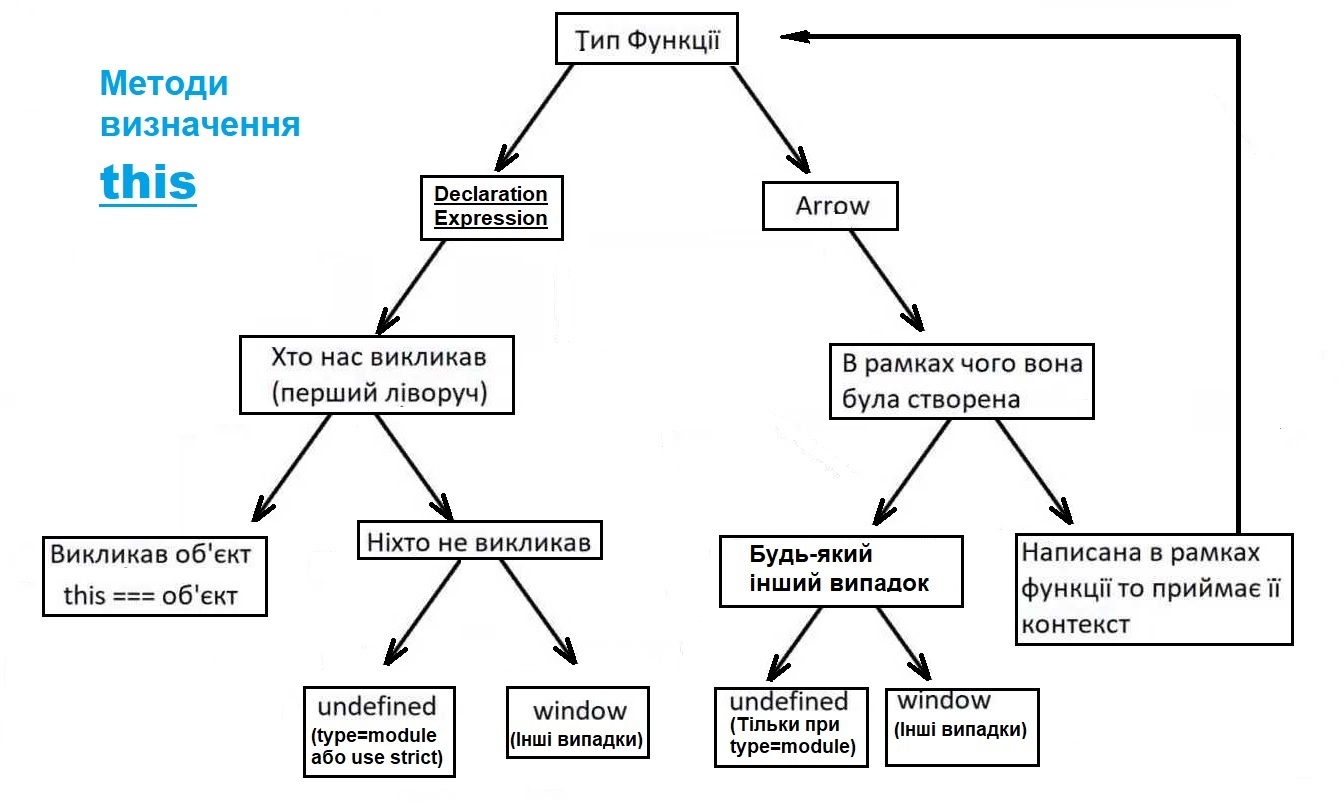 Тип Функції
Методи
визначення
this
Declaration
Expression
Arrow
Хто нас викликав
(перший ліворуч)
В рамках чого вона
була створена
Викликав об'єкт
this === об'єкт
Ніхто не викликав
Будь-який
інший випадок
Написана в рамках
функції то приймає її
контекст
undefined
(type=module
або use strict)
window
(Інші випадки)
undefined
(Тільки при
type=module)
window
(Інші випадки)